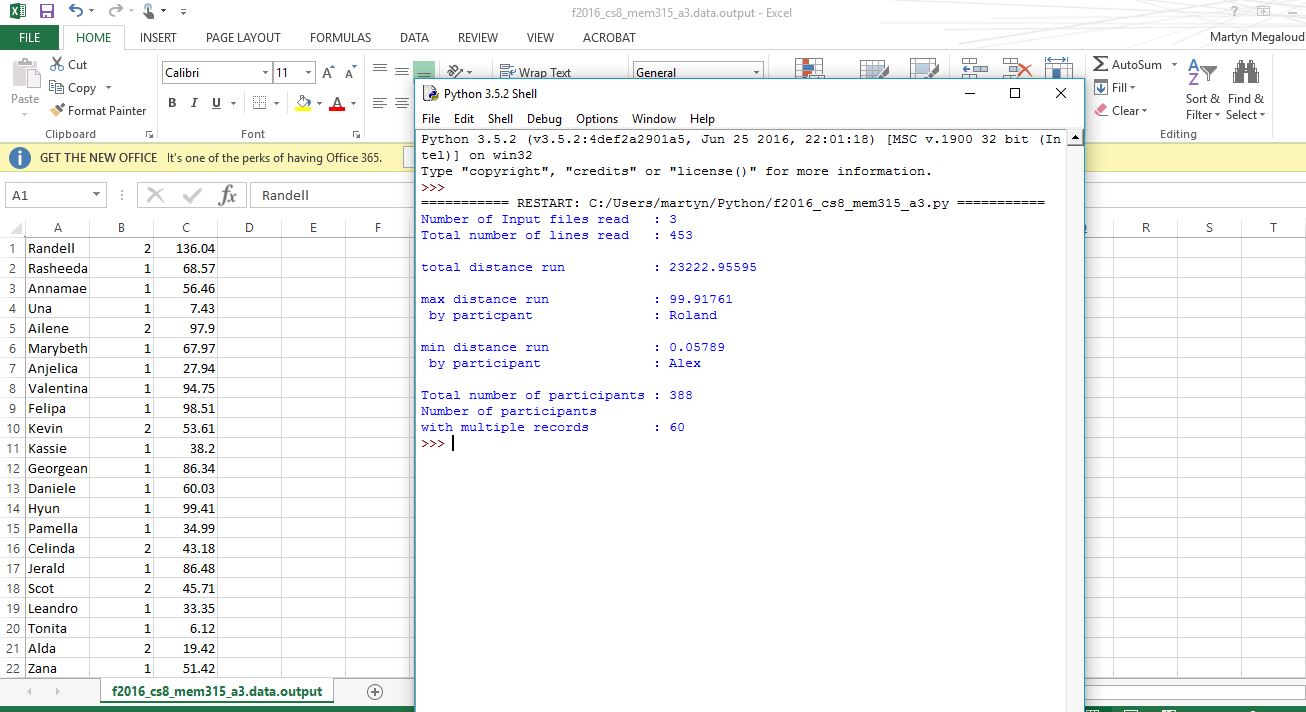 f2016_cs8_mem315_a3.data.output - Excel
FILE HOME INSERT PAGE LAYOUT FORMULAS DATA REVIEW VIEW ACROBAT
Martyn Megaloud
Cut
Copy
Format Painter
Paste
Clipboard
Calibri 11
B I U
Font
Wrap Text
General
AutoSum
Fill
Clear
Sort & Filter
Find & Select
Editing
GET THE NEW OFFICE It's one of the perks of having Office 365.
A1 fx Randell
A B C D E F R S T
1 Randell 2 136.04
2 Rasheeda 1 68.57
3 Annamae 1 56.46
4 Una 1 7.43
5 Ailene 2 97.9
6 Marybeth 1 67.97
7 Anjelica 1 27.94
8 Valentina 1 94.75
9 Felipa 1 98.51
10 Kevin 2 53.61
11 Kassie 1 38.2
12 Georgean 1 86.34
13 Daniele 1 60.03
14 Hyun 1 99.41
15 Pamella 1 34.99
16 Celinda 2 43.18
17 Jerald 1 86.48
18 Scot 2 45.71
19 Leandro 1 33.35
20 Tonita 1 6.12
21 Alda 2 19.42
22 Zana 1 51.42
f2016_cs8_mem315_a3.data.output
Python 3.5.2 Shell
File Edit Shell Debug Options Window Help
Python 3.5.2 (v3.5.2:4def2a2901a5, Jun 25 2016, 22:01:18) [MSC v.1900 32 bit (In
tel)] on win32
Type "copyright", "credits" or "license()" for more information.
>>>
=========== RESTART: C:/Users/martyn/Python/f2016_cs8_mem315_a3.py ===========
Number of Input files read : 3
Total number of lines read : 453
total distance run : 23222.95595
max distance run : 99.91761
by particpant : Roland
min distance run : 0.05789
by participant : Alex
Total number of participants : 388
Number of participants
with multiple records : 60
>>>